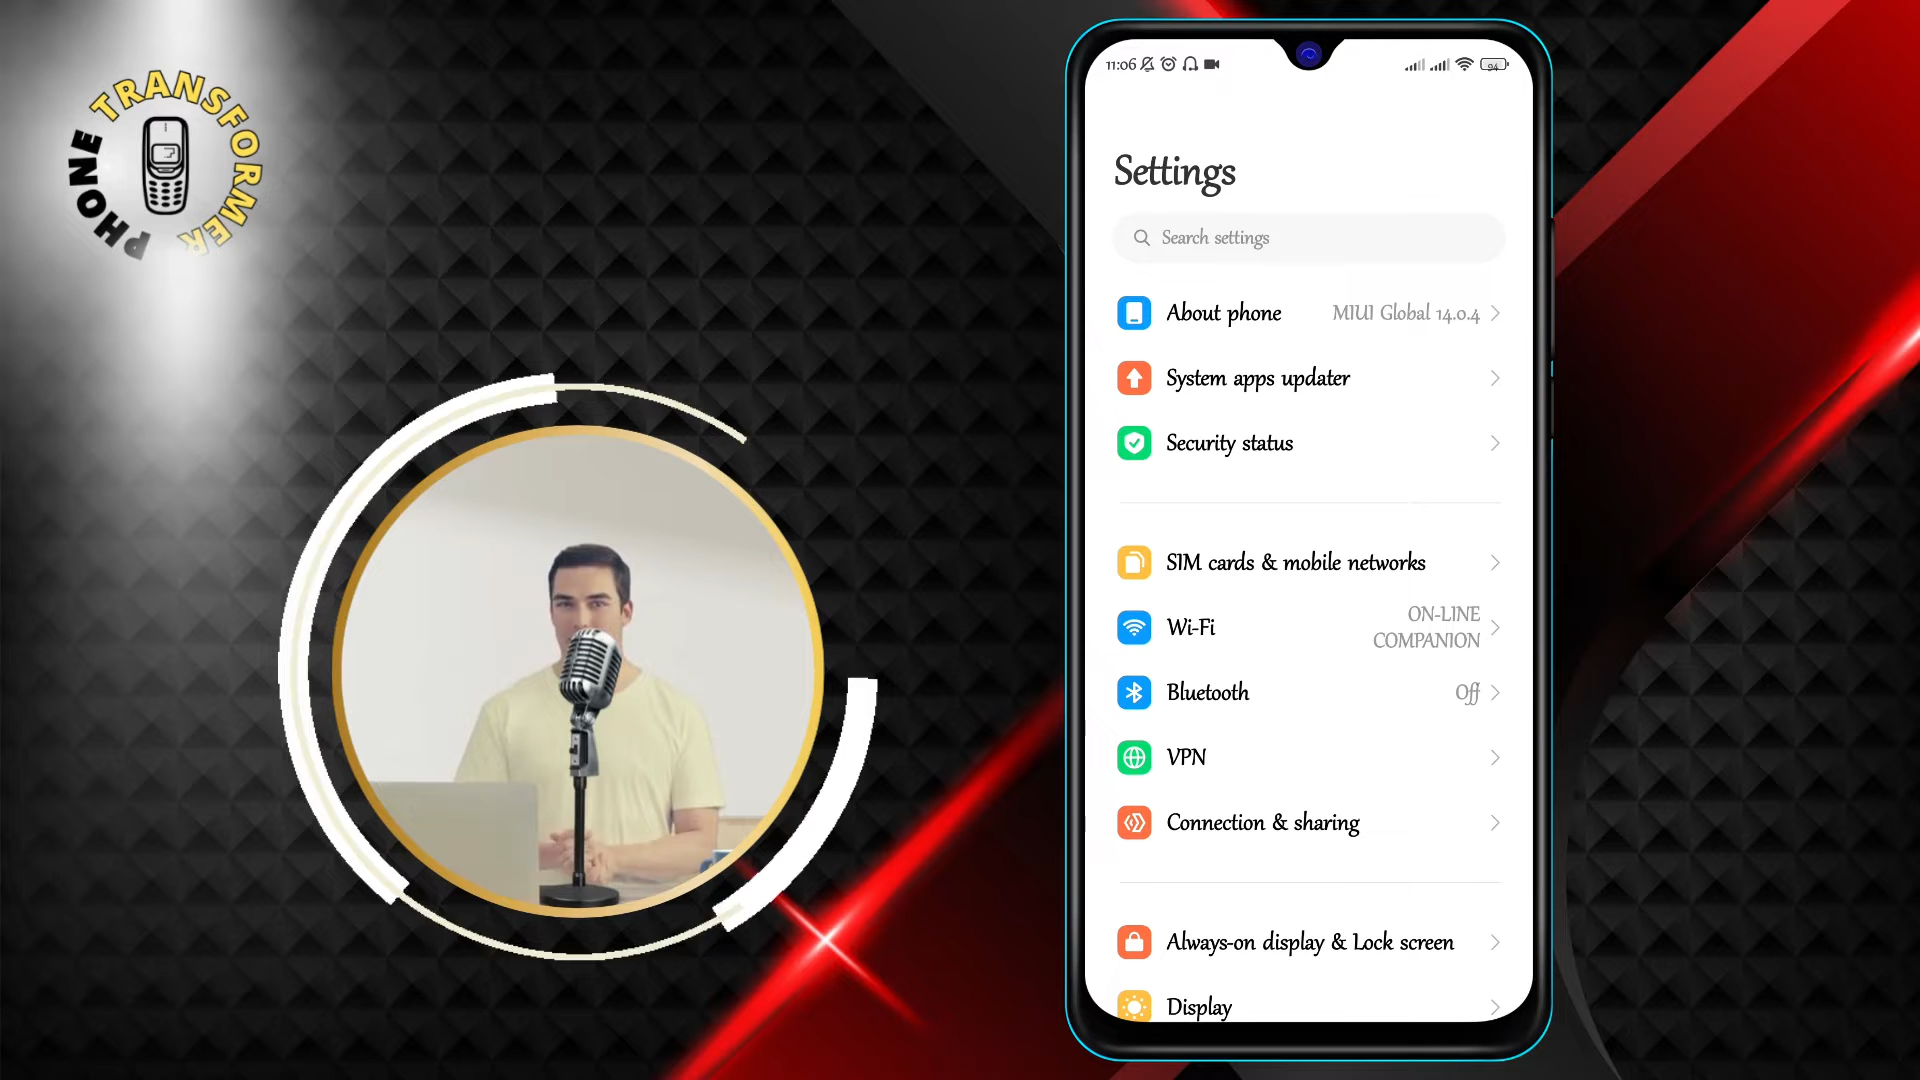 PHONE TRANSFORMER
11:06
94
Settings
Search settings
About phone MIUI Global 14.0.4
System apps updater
Security status
SIM cards & mobile networks
Wi-Fi ON-LINE COMPANION
Bluetooth Off
VPN
Connection & sharing
Always-on display & Lock screen
Display